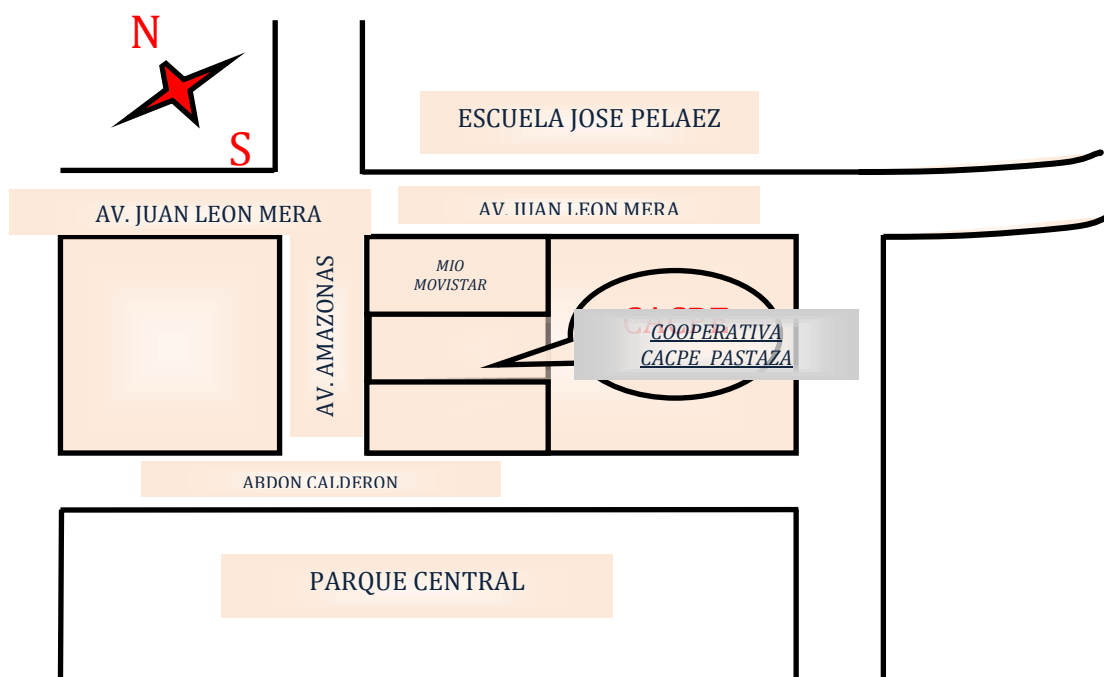 N
S
ESCUELA JOSE PELAEZ
AV. JUAN LEON MERA
AV. JUAN LEON MERA
AV. AMAZONAS
MIO
MOVISTAR
CACPE
COOPERATIVA
CACPE PASTAZA
ABDON CALDERON
PARQUE CENTRAL